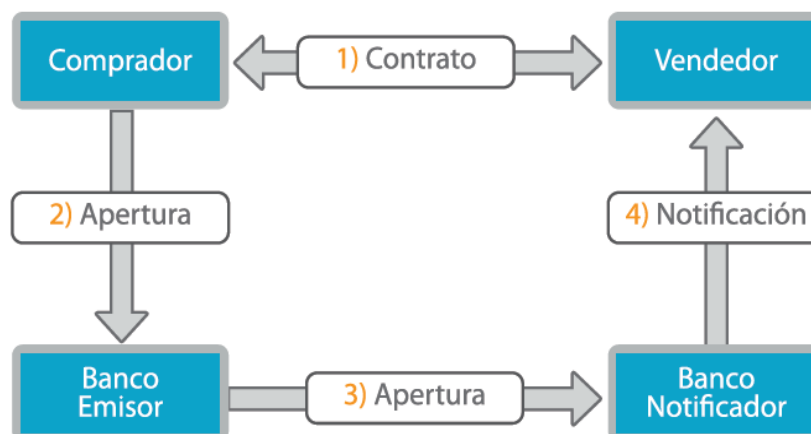 Comprador
1) Contrato
Vendedor
2) Apertura
4) Notificación
Banco
Emisor
3) Apertura
Banco
Notificador